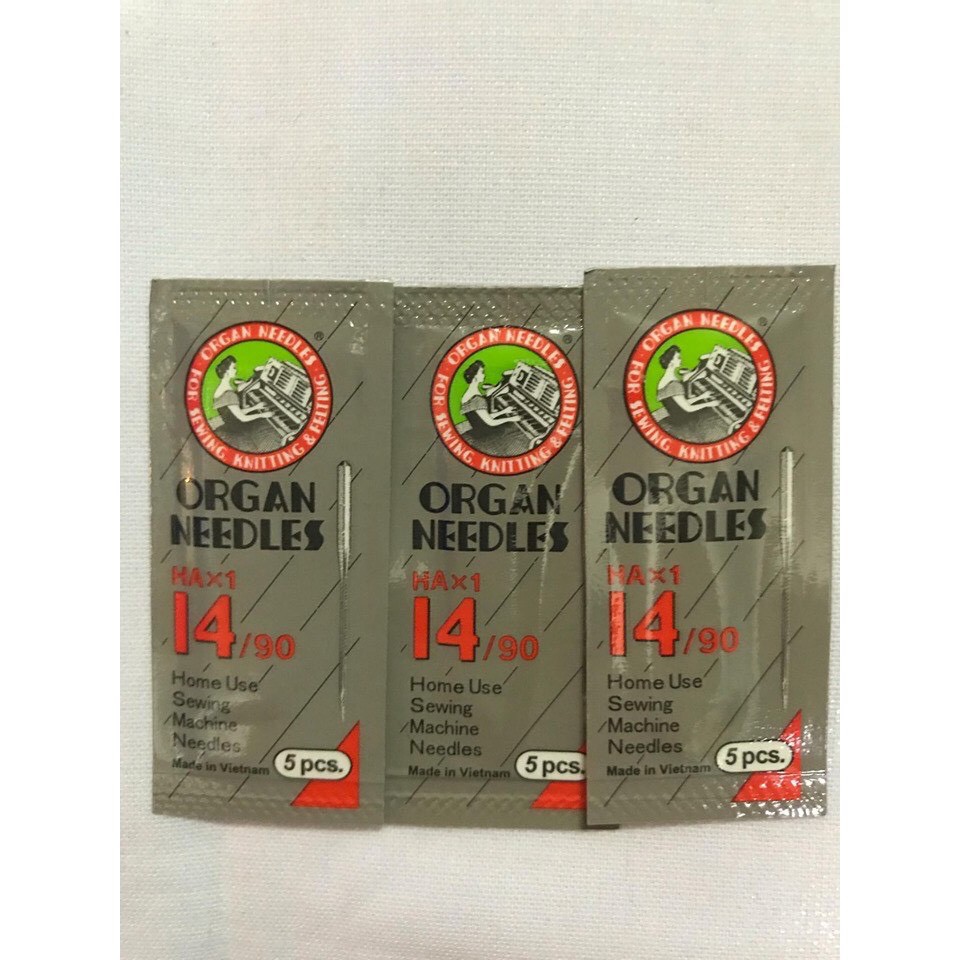 ORGAN NEEDLES ®
FOR SEWING KNITTING & FELTING
ORGAN
NEEDLES
HA×1
14/90
Home Use
Sewing
Machine
Needles
Made in Vietnam
5 pcs.
ORGAN NEEDLES ®
FOR SEWING KNITTING & FELTING
ORGAN
NEEDLES
HA×1
14/90
Home Use
Sewing
Machine
Needles
Made in Vietnam
5 pcs.
ORGAN NEEDLES ®
FOR SEWING KNITTING & FELTING
ORGAN
NEEDLES
HA×1
14/90
Home Use
Sewing
Machine
Needles
Made in Vietnam
5 pcs.